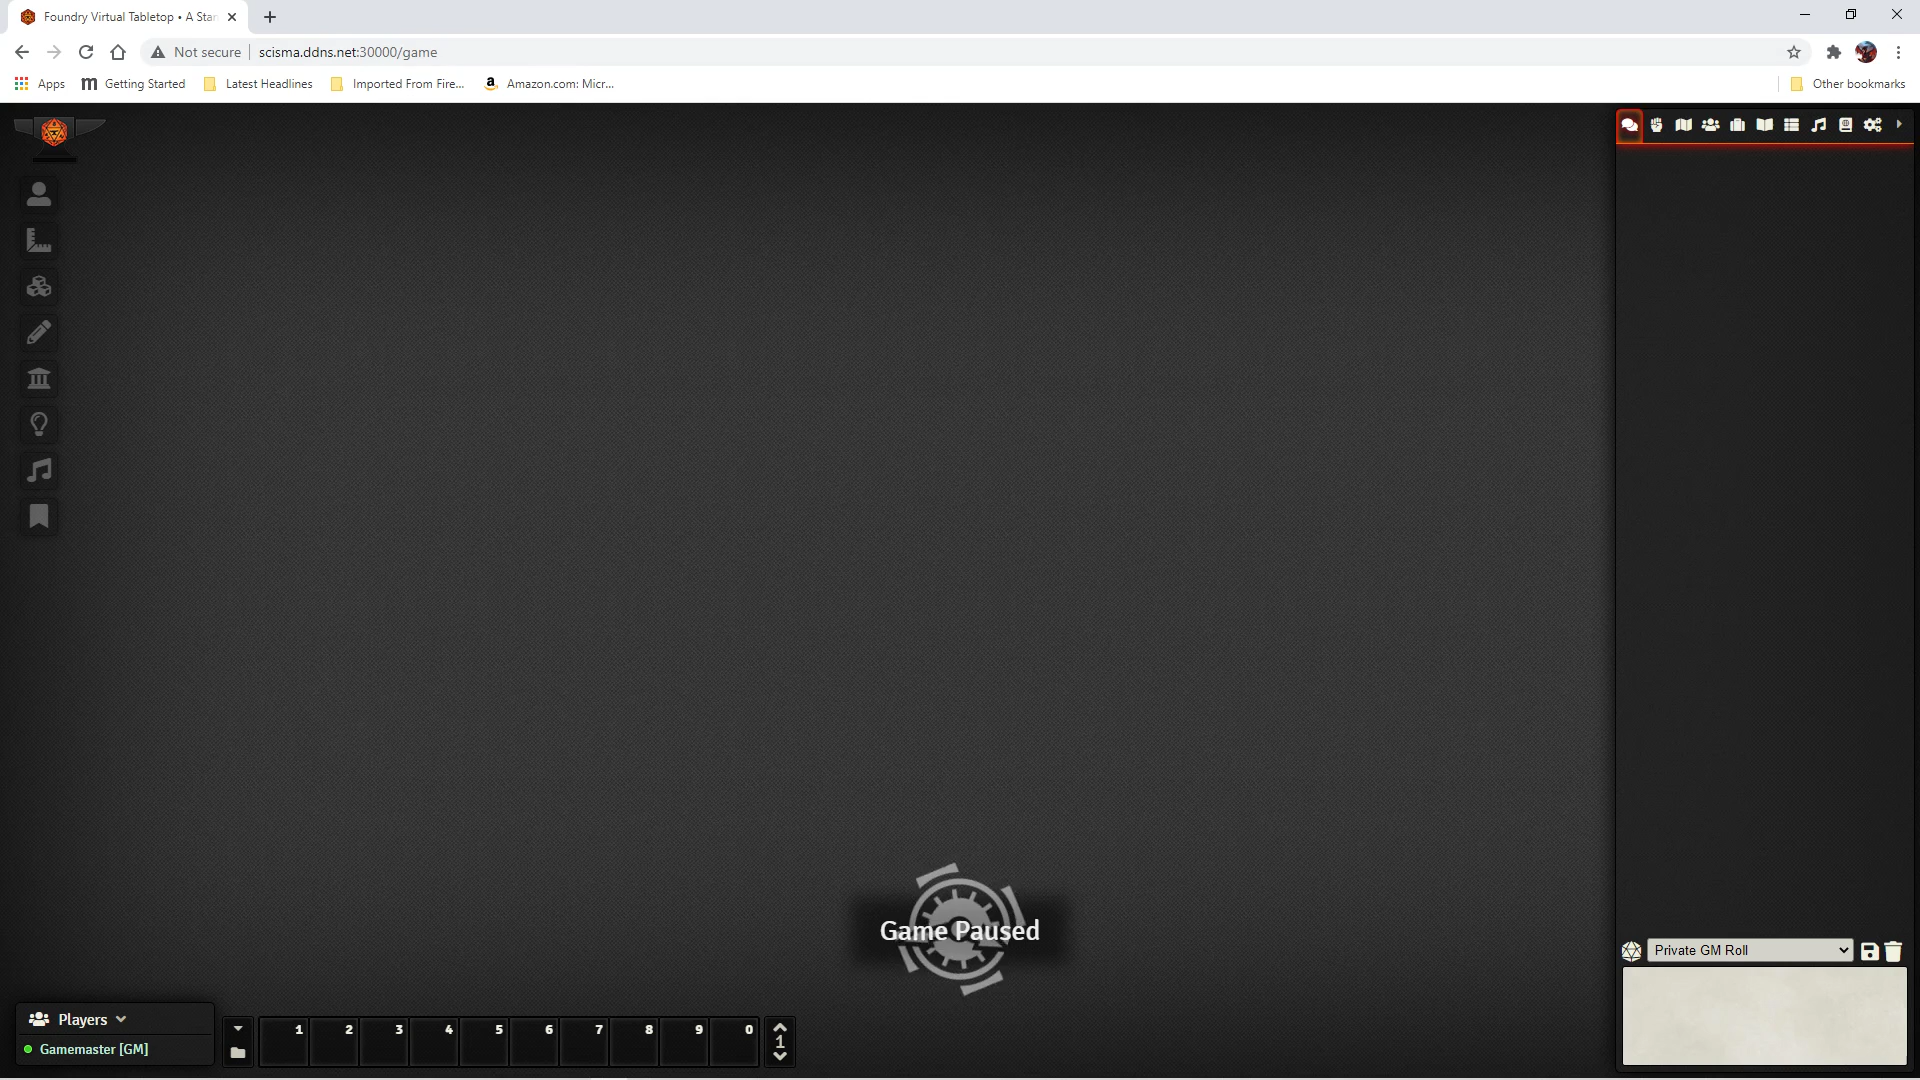 Foundry Virtual Tabletop • A Stan
Not secure
scisma.ddns.net:30000/game
Apps
Getting Started
Latest Headlines
Imported From Fire...
Amazon.com: Micr...
Other bookmarks
Game Paused
Private GM Roll
Players
Gamemaster [GM]
1 2 3 4 5 6 7 8 9 0
1